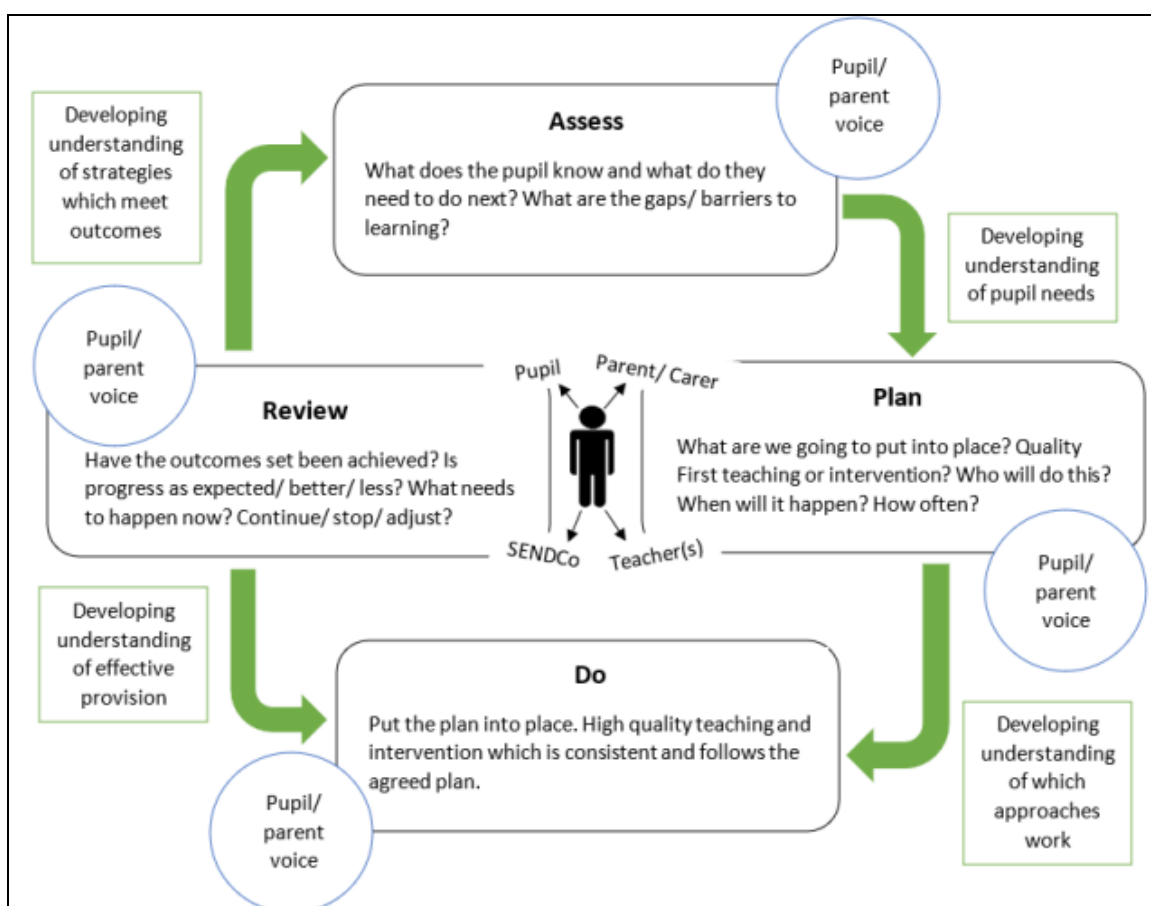 Pupil/
parent
voice
Developing
understanding
of strategies
which meet
outcomes
Assess
What does the pupil know and what do they
need to do next? What are the gaps/ barriers to
learning?
Developing
understanding
of pupil needs
Pupil/
parent
voice
Review
Have the outcomes set been achieved? Is
progress as expected/ better/ less? What needs
to happen now? Continue/ stop/ adjust?
Pupil
Parent/ Carer
SENDCo
Teacher(s)
Plan
What are we going to put into place? Quality
First teaching or intervention? Who will do this?
When will it happen? How often?
Pupil/
parent
voice
Developing
understanding
of effective
provision
Do
Put the plan into place. High quality teaching and
intervention which is consistent and follows the
agreed plan.
Pupil/
parent
voice
Developing
understanding
of which
approaches
work